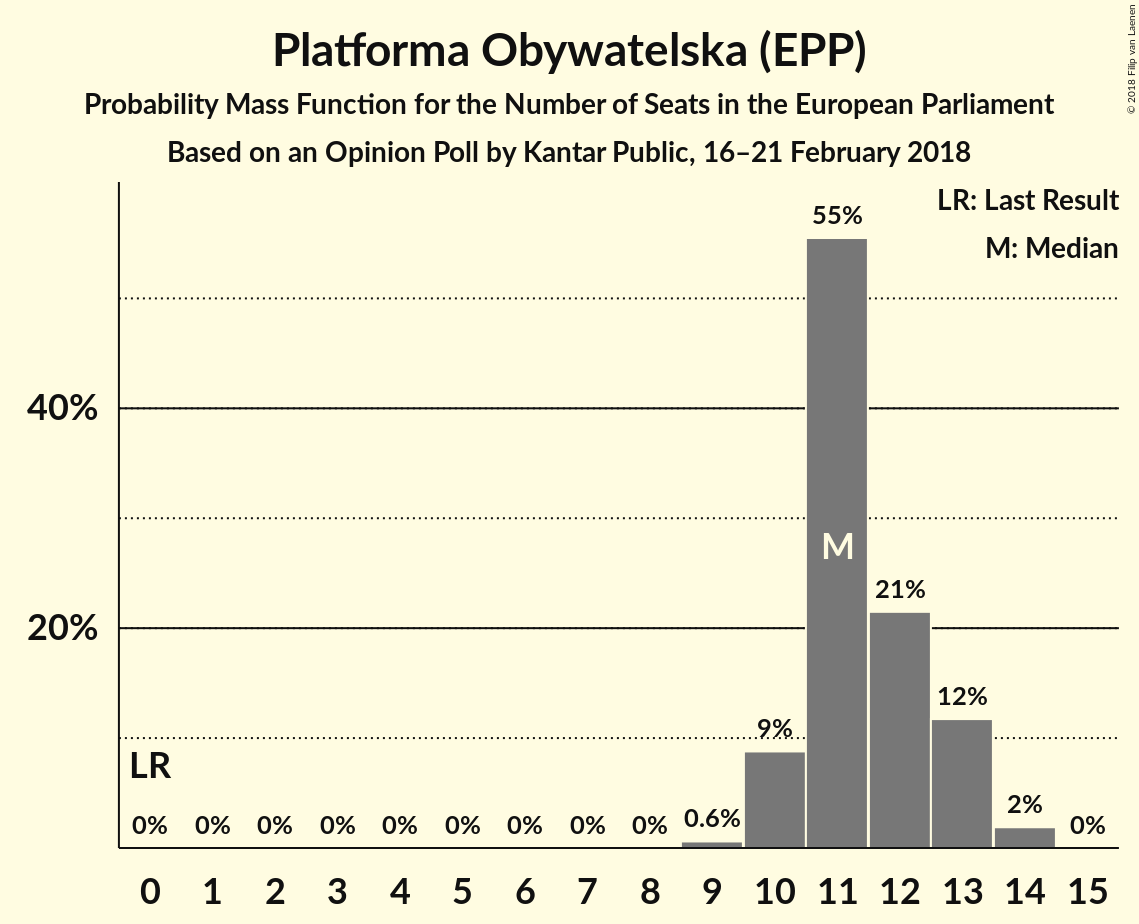 Platforma Obywatelska (EPP)
Probability Mass Function for the Number of Seats in the European Parliament
Based on an Opinion Poll by Kantar Public, 16–21 February 2018
© 2018 Filip van Laenen
LR: Last Result
M: Median
55%
40%
M
21%
20%
12%
9%
LR
2%
0% 0% 0% 0% 0% 0% 0% 0% 0% 0.6% 0%
0 1 2 3 4 5 6 7 8 9 10 11 12 13 14 15